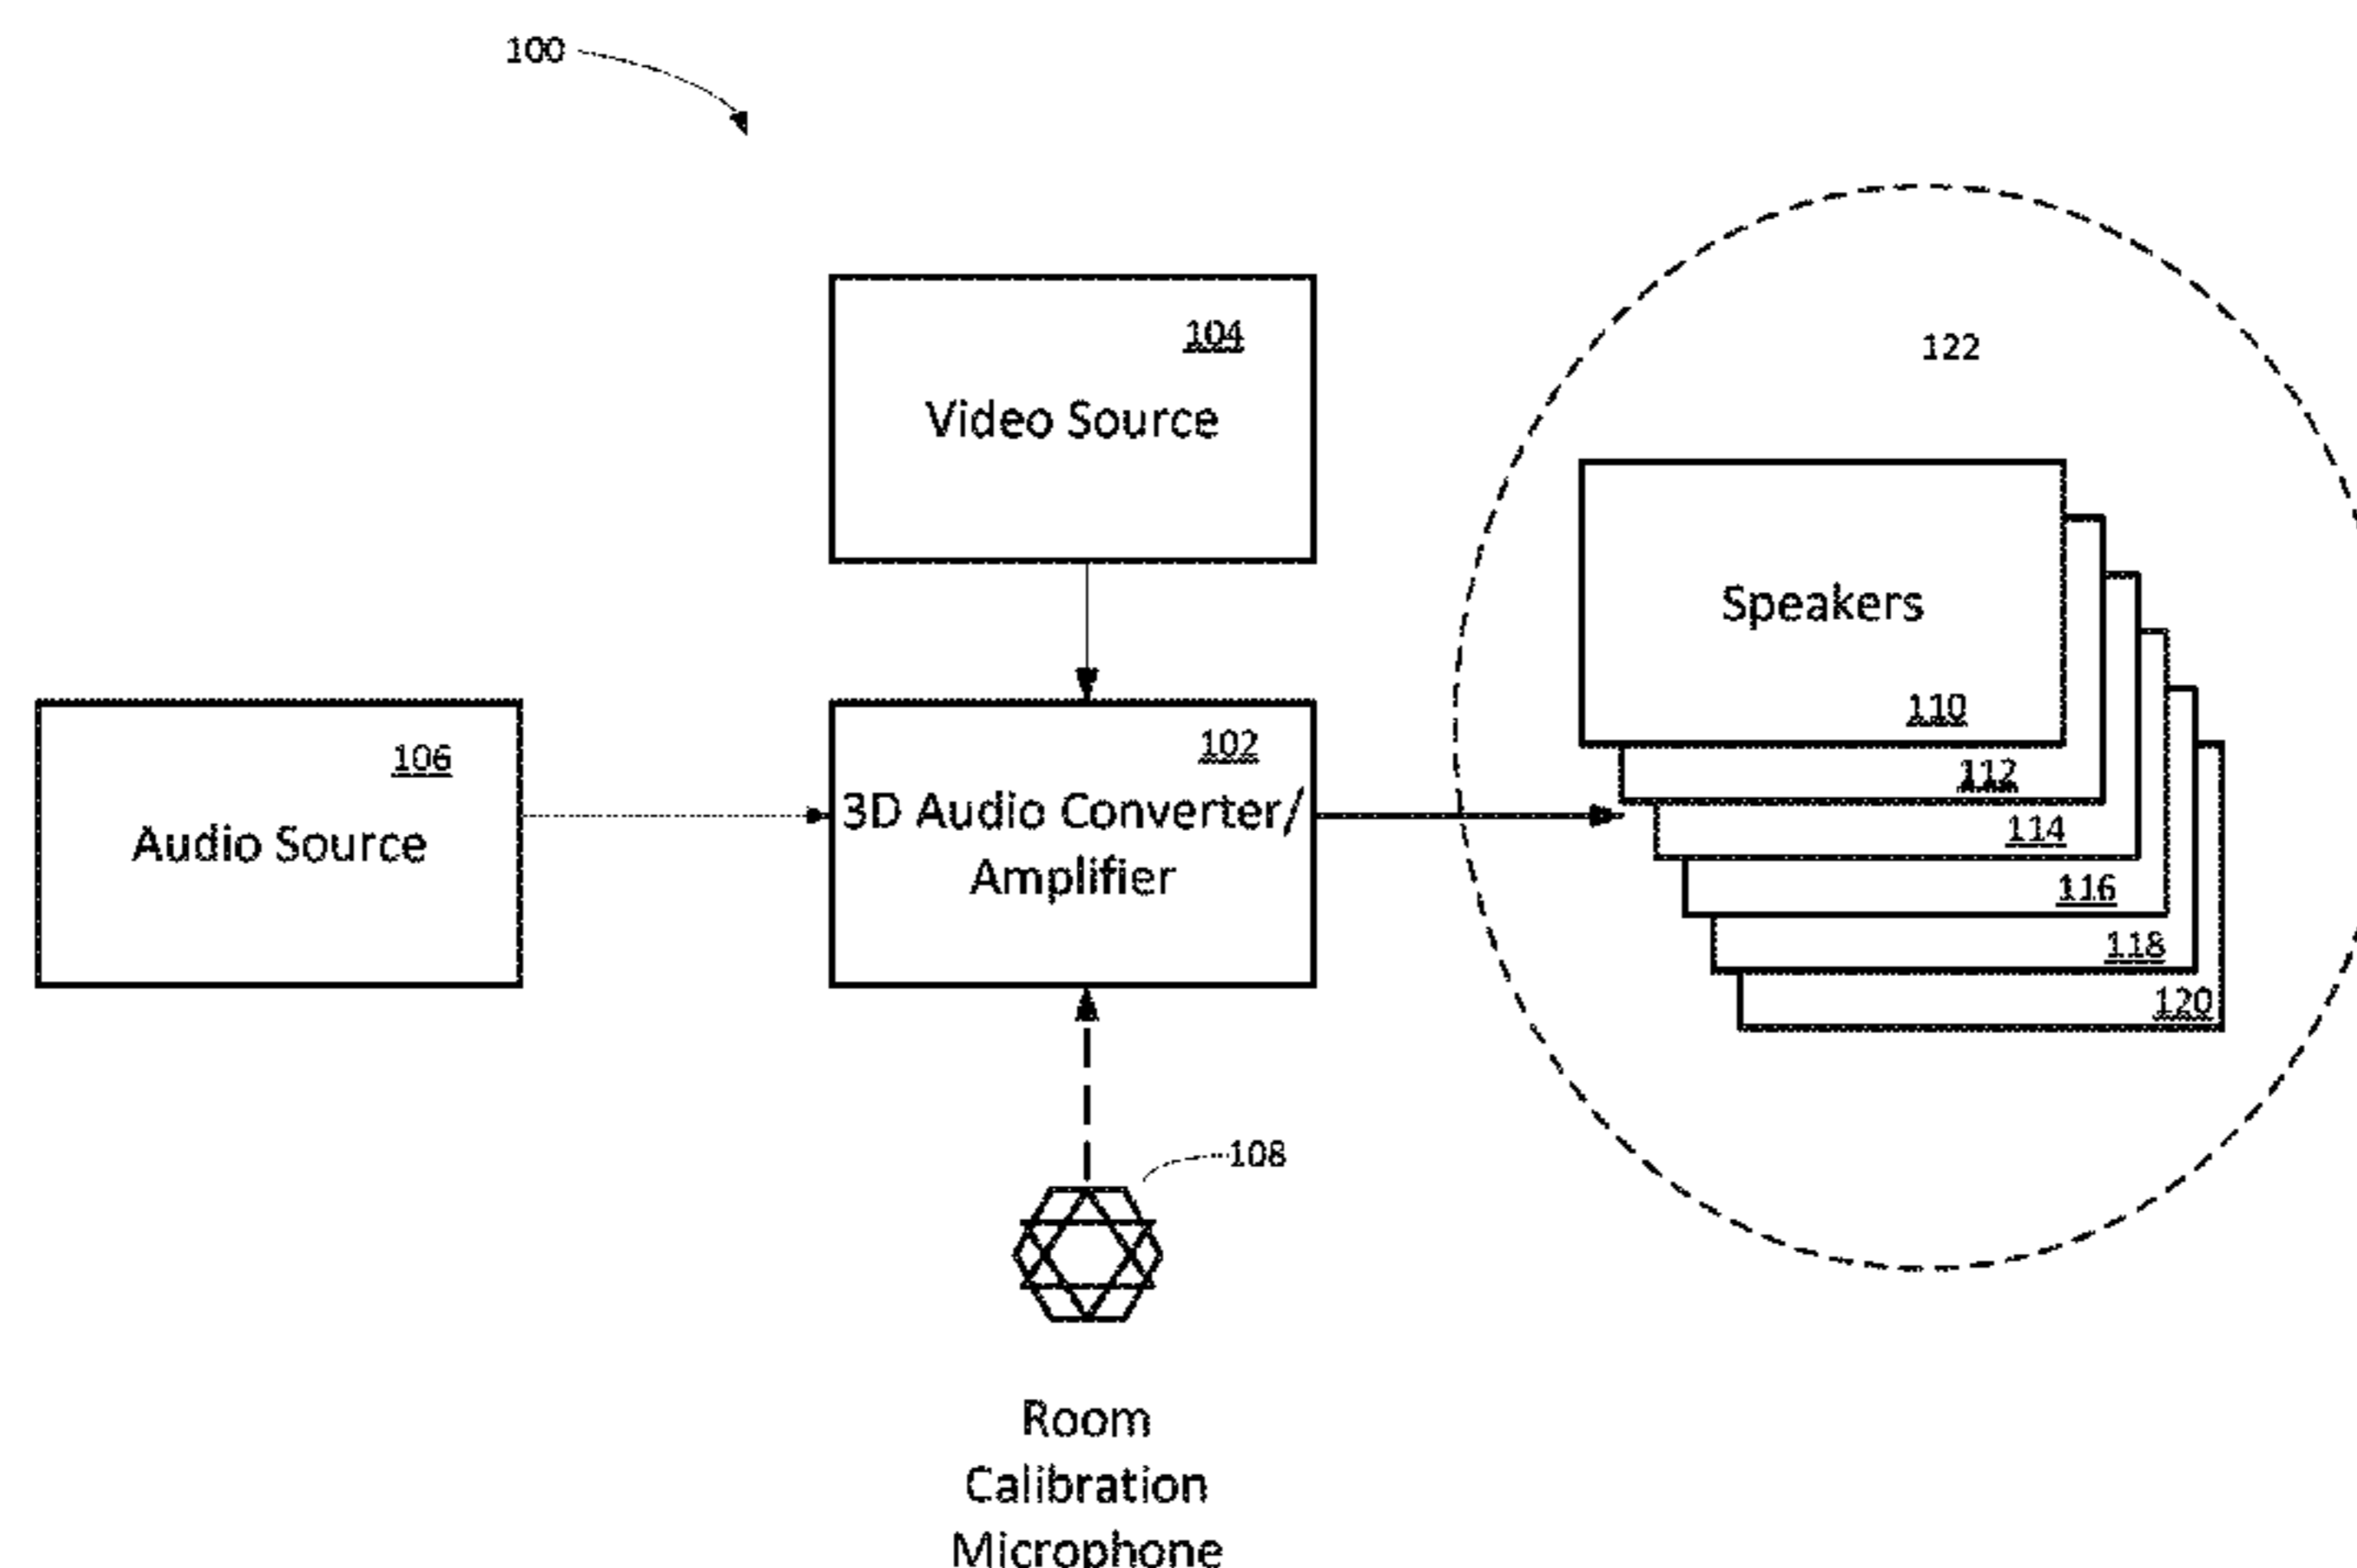 100
122
104
Video Source
Speakers
110
112
114
116
118
120
106
Audio Source
102
3D Audio Converter/
Amplifier
108
Room
Calibration
Microphone